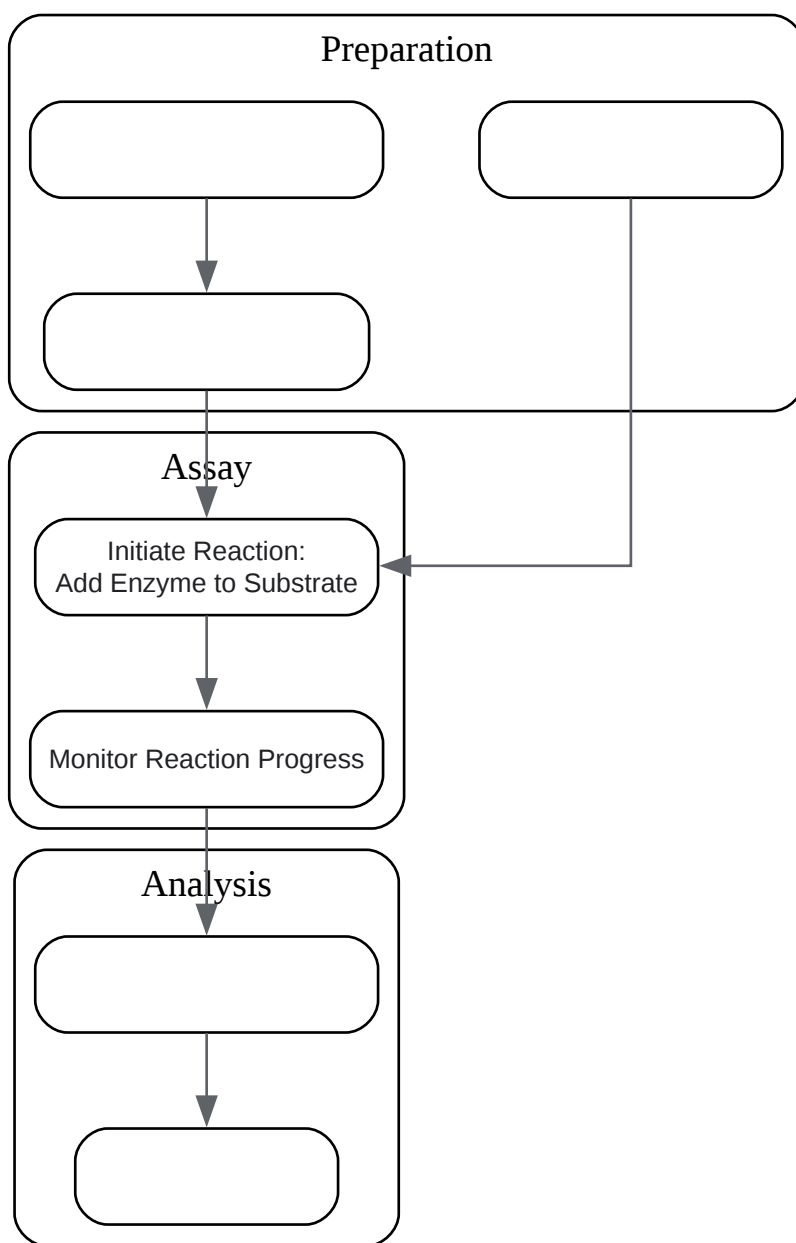 Preparation
Assay
Initiate Reaction:
Add Enzyme to Substrate
Monitor Reaction Progress
Analysis